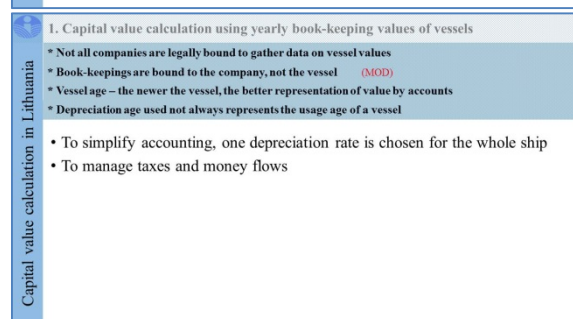 1. Capital value calculation using yearly book-keeping values of vessels
* Not all companies are legally bound to gather data on vessel values
* Book-keepings are bound to the company, not the vessel (MOD)
* Vessel age – the newer the vessel, the better representation of value by accounts
* Depreciation age used not always represents the usage age of a vessel
• To simplify accounting, one depreciation rate is chosen for the whole ship
• To manage taxes and money flows
Capital value calculation in Lithuania